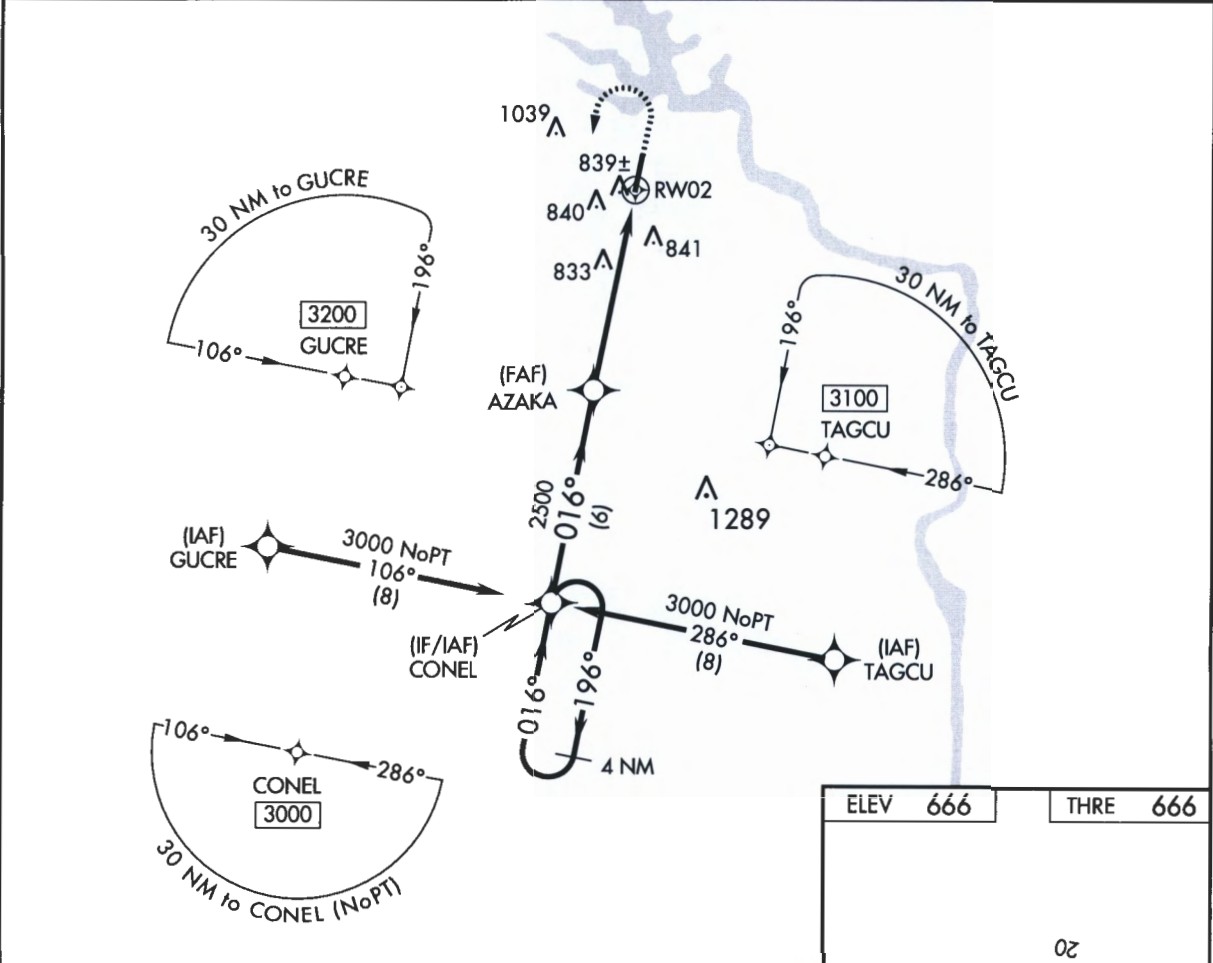 1039
839±
RW02
840
841
833
30 NM to GUCRE
196°
3200
GUCRE
106°
30 NM to TAGCU
196°
3100
TAGCU
286°
(FAF)
AZAKA
2500
016°
(6)
1289
(IAF)
GUCRE
3000 NoPT
106°
(8)
3000 NoPT
286°
(8)
(IAF)
TAGCU
(IF/IAF)
CONEL
016°
196°
4 NM
106°
286°
CONEL
3000
30 NM to CONEL (NoPT)
ELEV 666
THRE 666
20